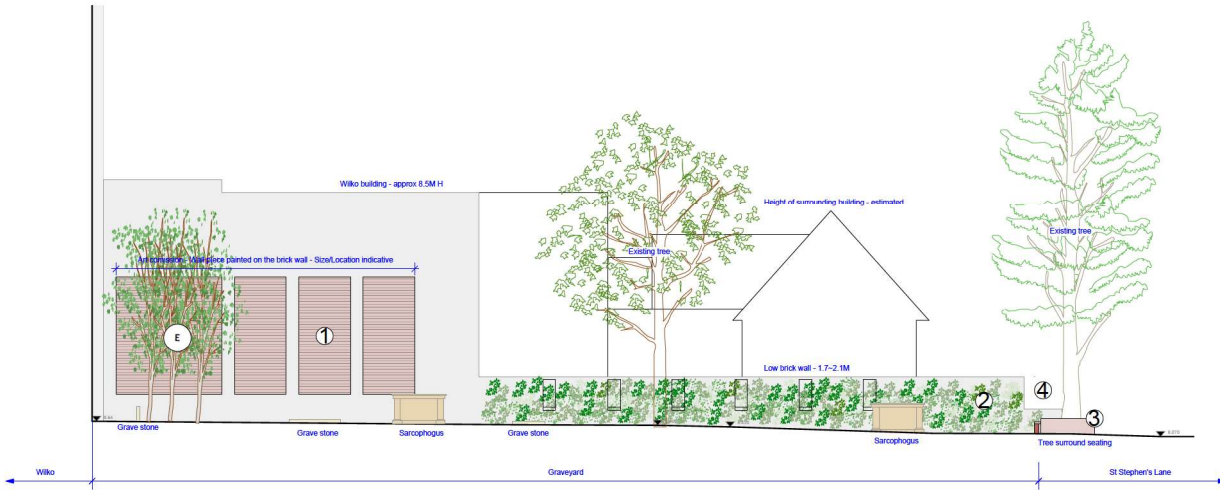 Wilko building - approx 8.5M H
Height of surrounding building - estimated
Existing tree
Existing tree
Art comission - Wall piece painted on the brick wall - Size/Location indicative
E
1
Low brick wall - 1.7~2.1M
4
2
3
Grave stone
Grave stone
Sarcophogus
Grave stone
Sarcophogus
Tree surround seating
Wilko
Graveyard
St Stephen's Lane